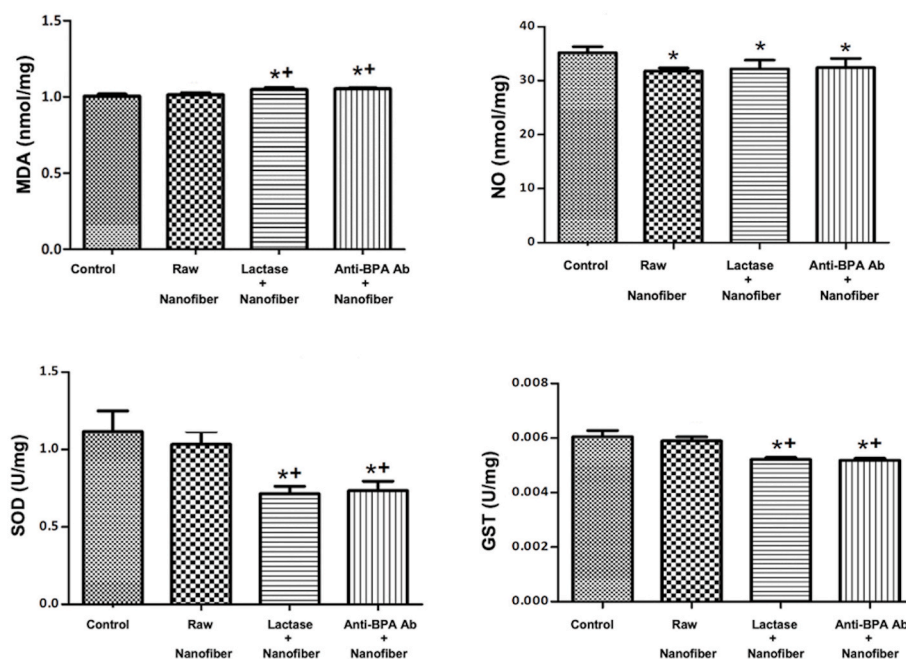 MDA (nmol/mg)
1.5
1.0
0.5
0.0
*+ *+
Control Raw Lactase Anti-BPA Ab
+ +
Nanofiber Nanofiber +Nanofiber
NO (nmol/mg)
40
30
20
10
0
* * *
Control Raw Lactase Anti-BPA Ab
+ +
Nanofiber Nanofiber Nanofiber
SOD (U/mg)
1.5
1.0
0.5
0.0
*+ *+
Control Raw Lactase Anti-BPA Ab
+ +
Nanofiber Nanofiber Nanofiber
GST (U/mg)
0.008
0.006
0.004
0.002
0.000
*+ *+
Control Raw Lactase Anti-BPA Ab
+ +
Nanofiber Nanofiber Nanofiber